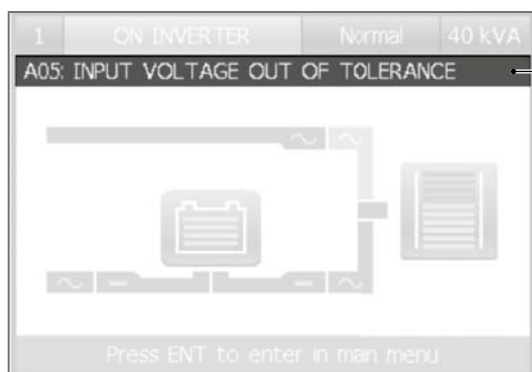 1 ON INVERTER Normal 40 kVA
A05: INPUT VOLTAGE OUT OF TOLERANCE
Press ENT to enter in main menu